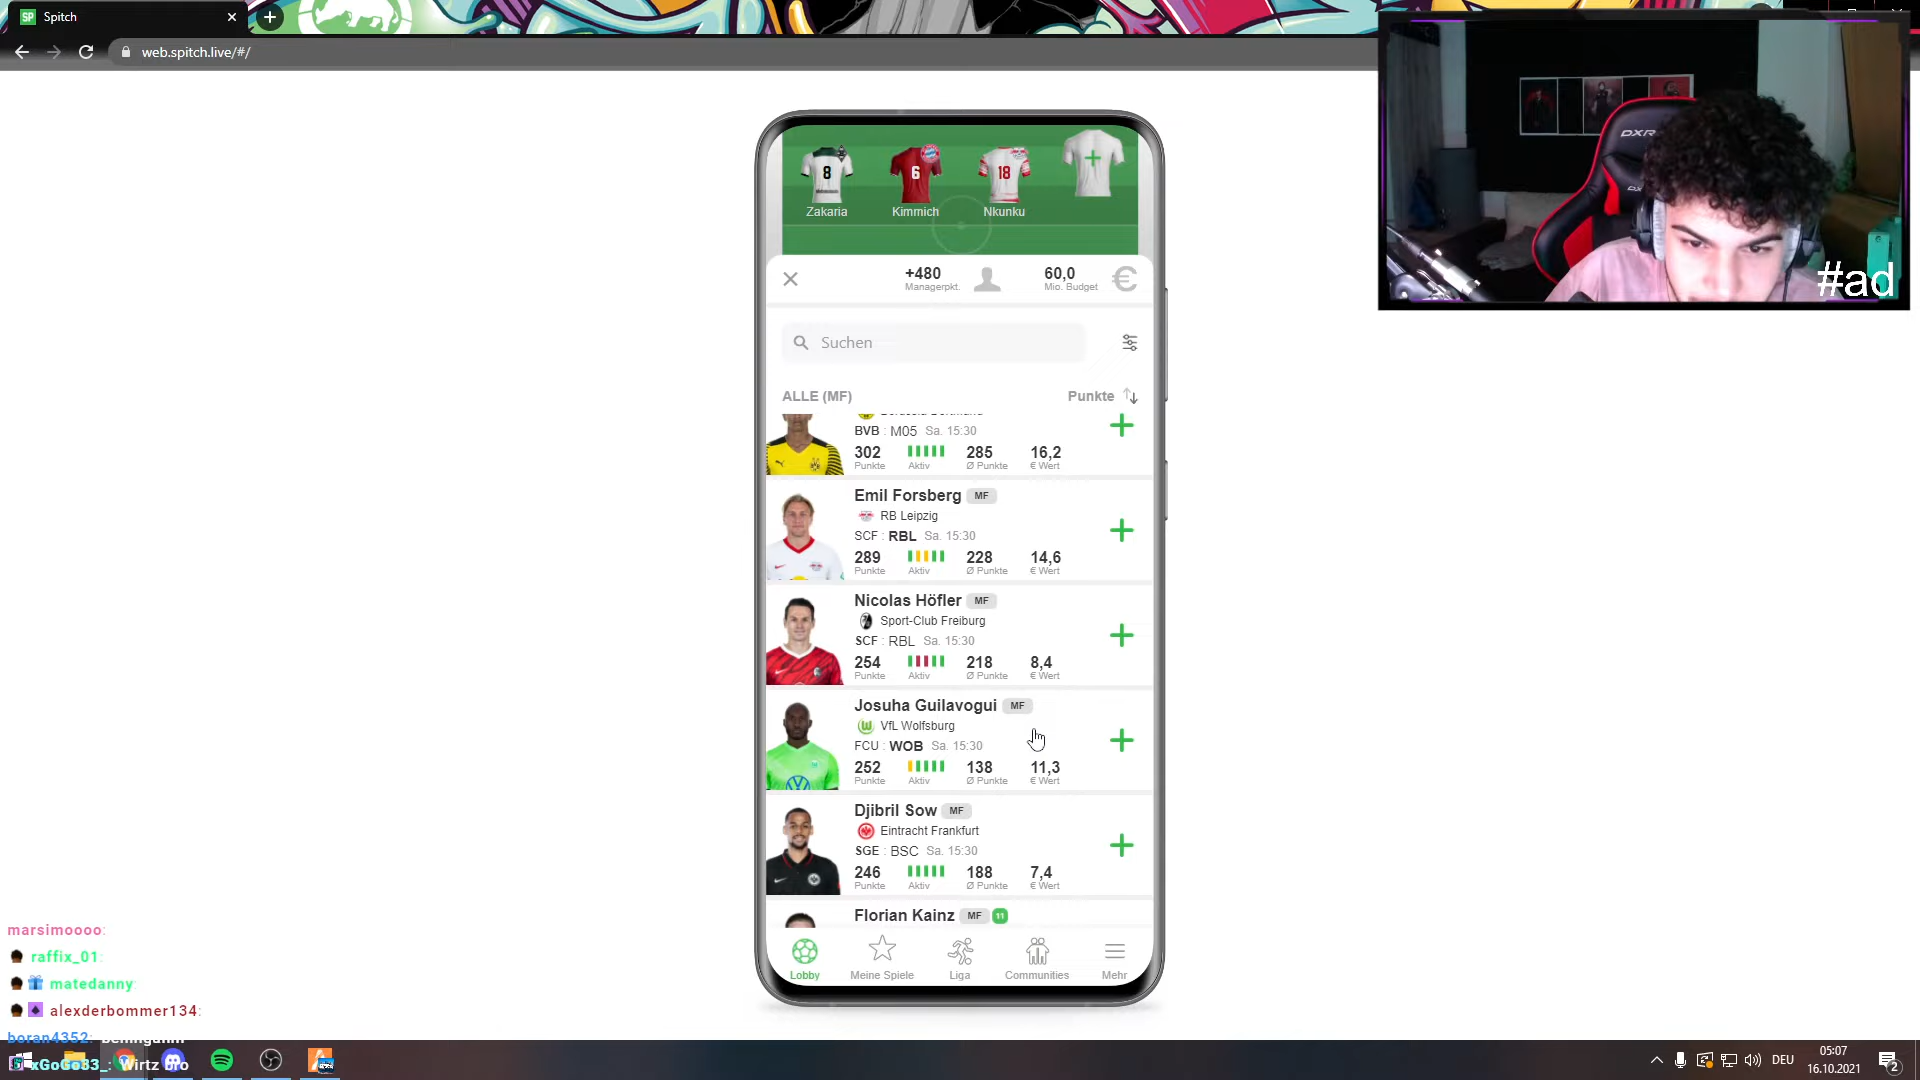 Spitch
web.spitch.live/#/
8
6
18
Zakaria
Kimmich
Nkunku
+480
Managerpkt.
60,0
Mio. Budget
Suchen
ALLE (MF)
Punkte
BVB : M05 Sa. 15:30
302 285 16,2
Punkte Aktiv Ø Punkte € Wert
Emil Forsberg MF
RB Leipzig
SCF : RBL Sa. 15:30
289 228 14,6
Punkte Aktiv Ø Punkte € Wert
Nicolas Höfler MF
Sport-Club Freiburg
SCF : RBL Sa. 15:30
254 218 8,4
Punkte Aktiv Ø Punkte € Wert
Josuha Guilavogui MF
VfL Wolfsburg
FCU : WOB Sa. 15:30
252 138 11,3
Punkte Aktiv Ø Punkte € Wert
Djibril Sow MF
Eintracht Frankfurt
SGE : BSC Sa. 15:30
246 188 7,4
Punkte Aktiv Ø Punkte € Wert
Florian Kainz MF 11
Lobby Meine Spiele Liga Communities Mehr
DXR
#ad
marsimoooo:
raffix_01:
matedanny:
alexderbommer134:
boran4352:
xGoGo33_: Wirtz bro
DEU
05:07
16.10.2021
2